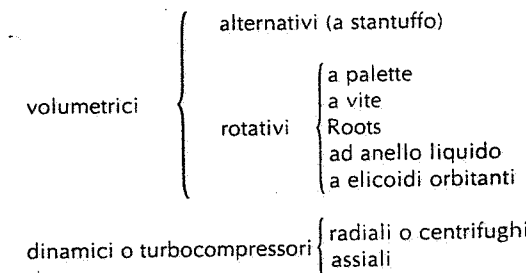 alternativi (a stantuffo)
volumetrici
rotativi
a palette
a vite
Roots
ad anello liquido
a elicoidi orbitanti
dinamici o turbocompressori
radiali o centrifughi
assiali